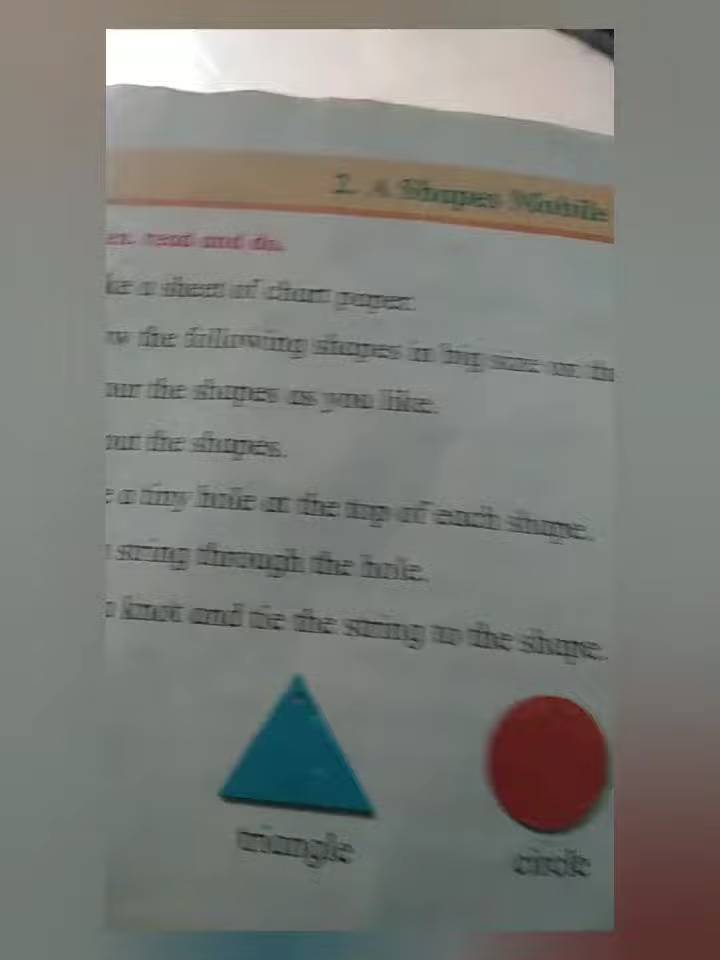 2. A Shapes Mobile
read and do.
a sheet of chart paper.
the following shapes in big size on
the shapes as you like.
out the shapes.
a tiny hole at the top of each shape.
string through the hole.
knot and tie the string to the shape.
triangle
circle